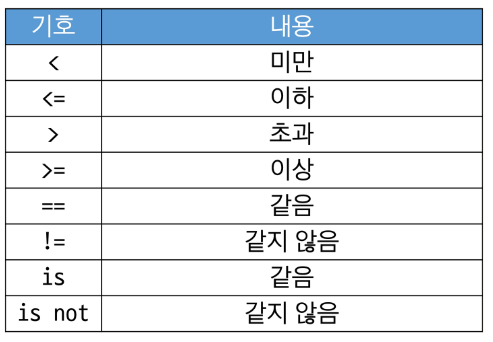 기호 내용
< 미만
<= 이하
> 초과
>= 이상
== 같음
!= 같지 않음
is 같음
is not 같지 않음